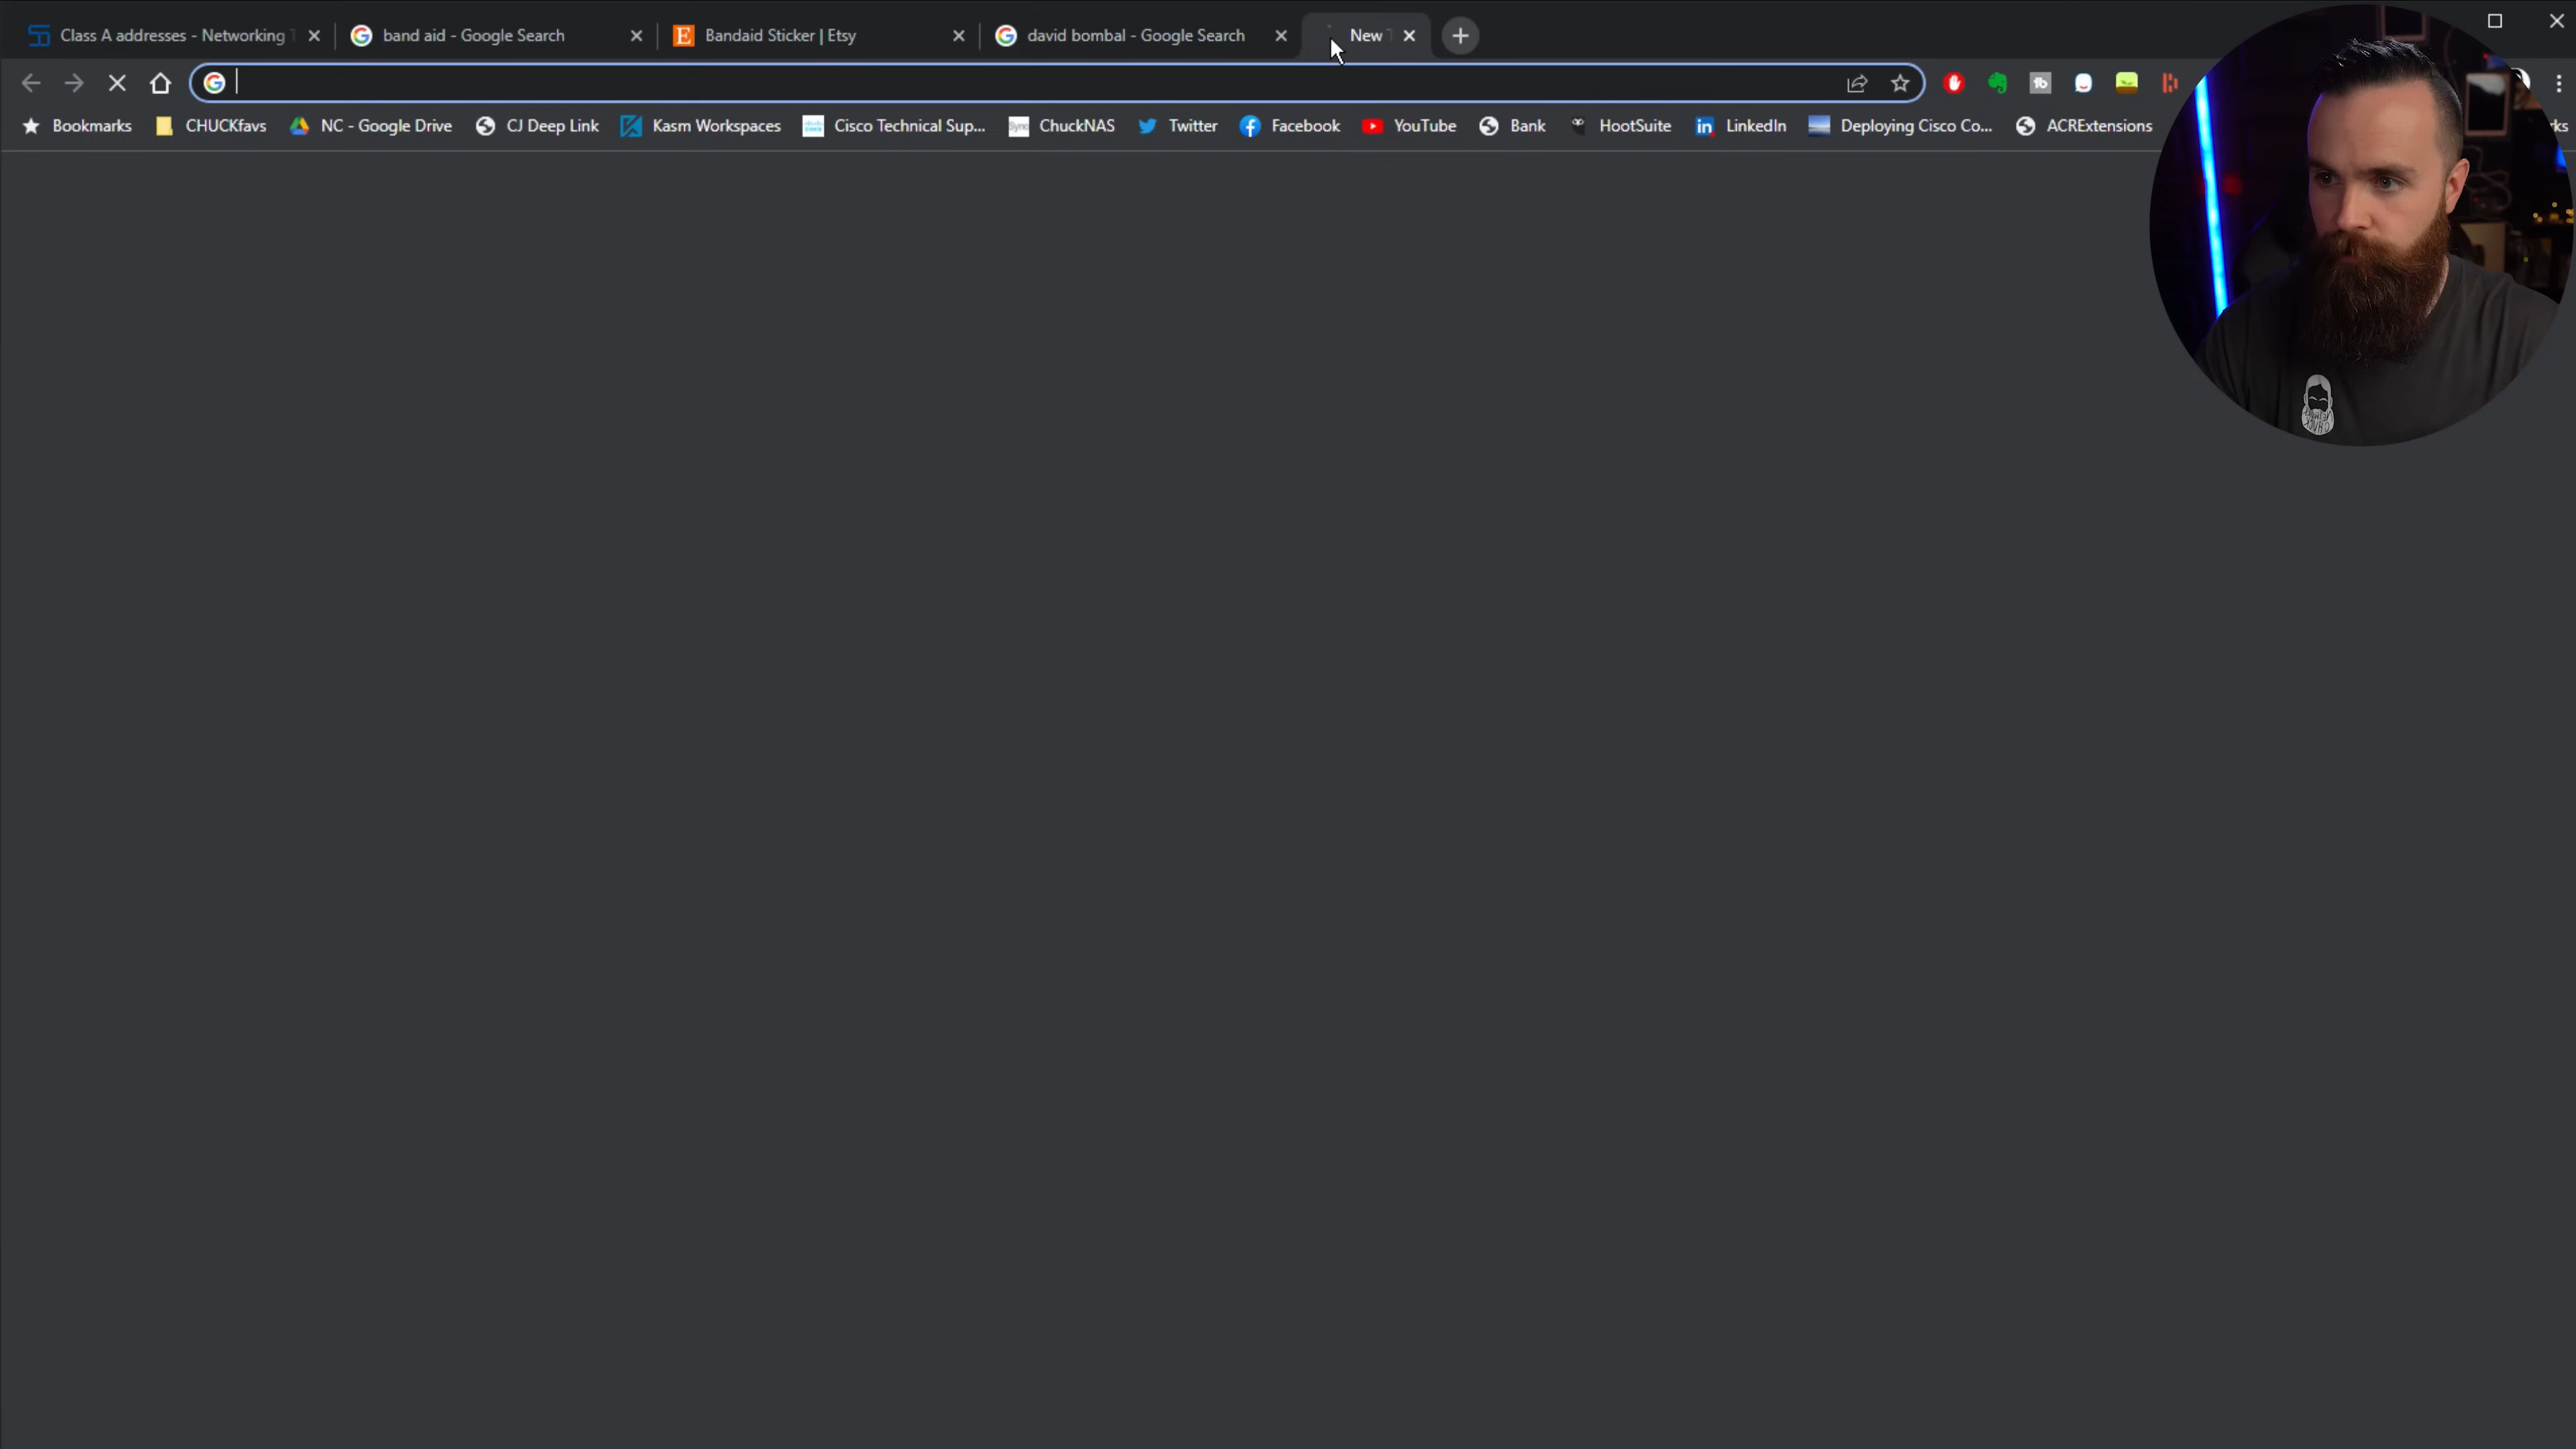 Class A addresses - Networking T
band aid - Google Search
Bandaid Sticker | Etsy
david bombal - Google Search
New T
Bookmarks
CHUCKfavs
NC - Google Drive
CJ Deep Link
Kasm Workspaces
Cisco Technical Sup...
ChuckNAS
Twitter
Facebook
YouTube
Bank
HootSuite
LinkedIn
Deploying Cisco Co...
ACRExtensions